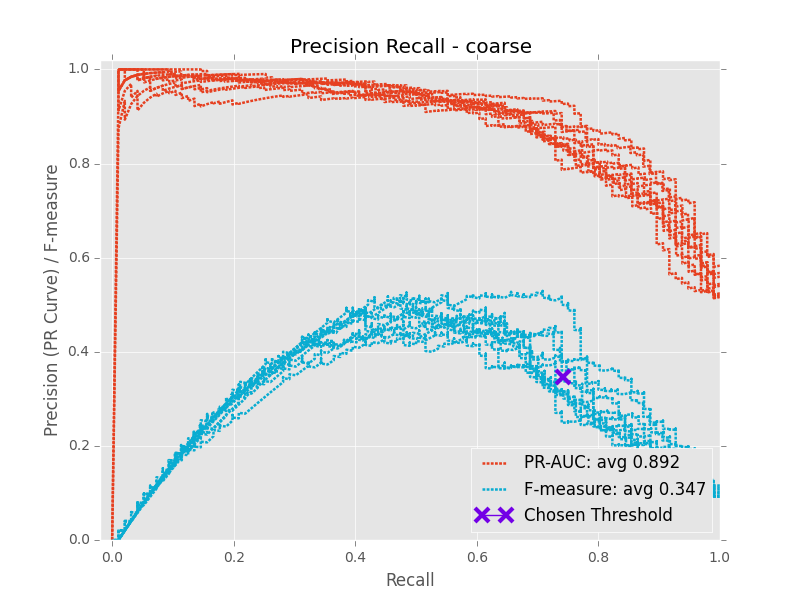 Precision Recall - coarse
Precision (PR Curve) / F-measure
1.0
0.8
0.6
0.4
0.2
0.0
PR-AUC: avg 0.892
F-measure: avg 0.347
Chosen Threshold
0.0 0.2 0.4 0.6 0.8 1.0
Recall